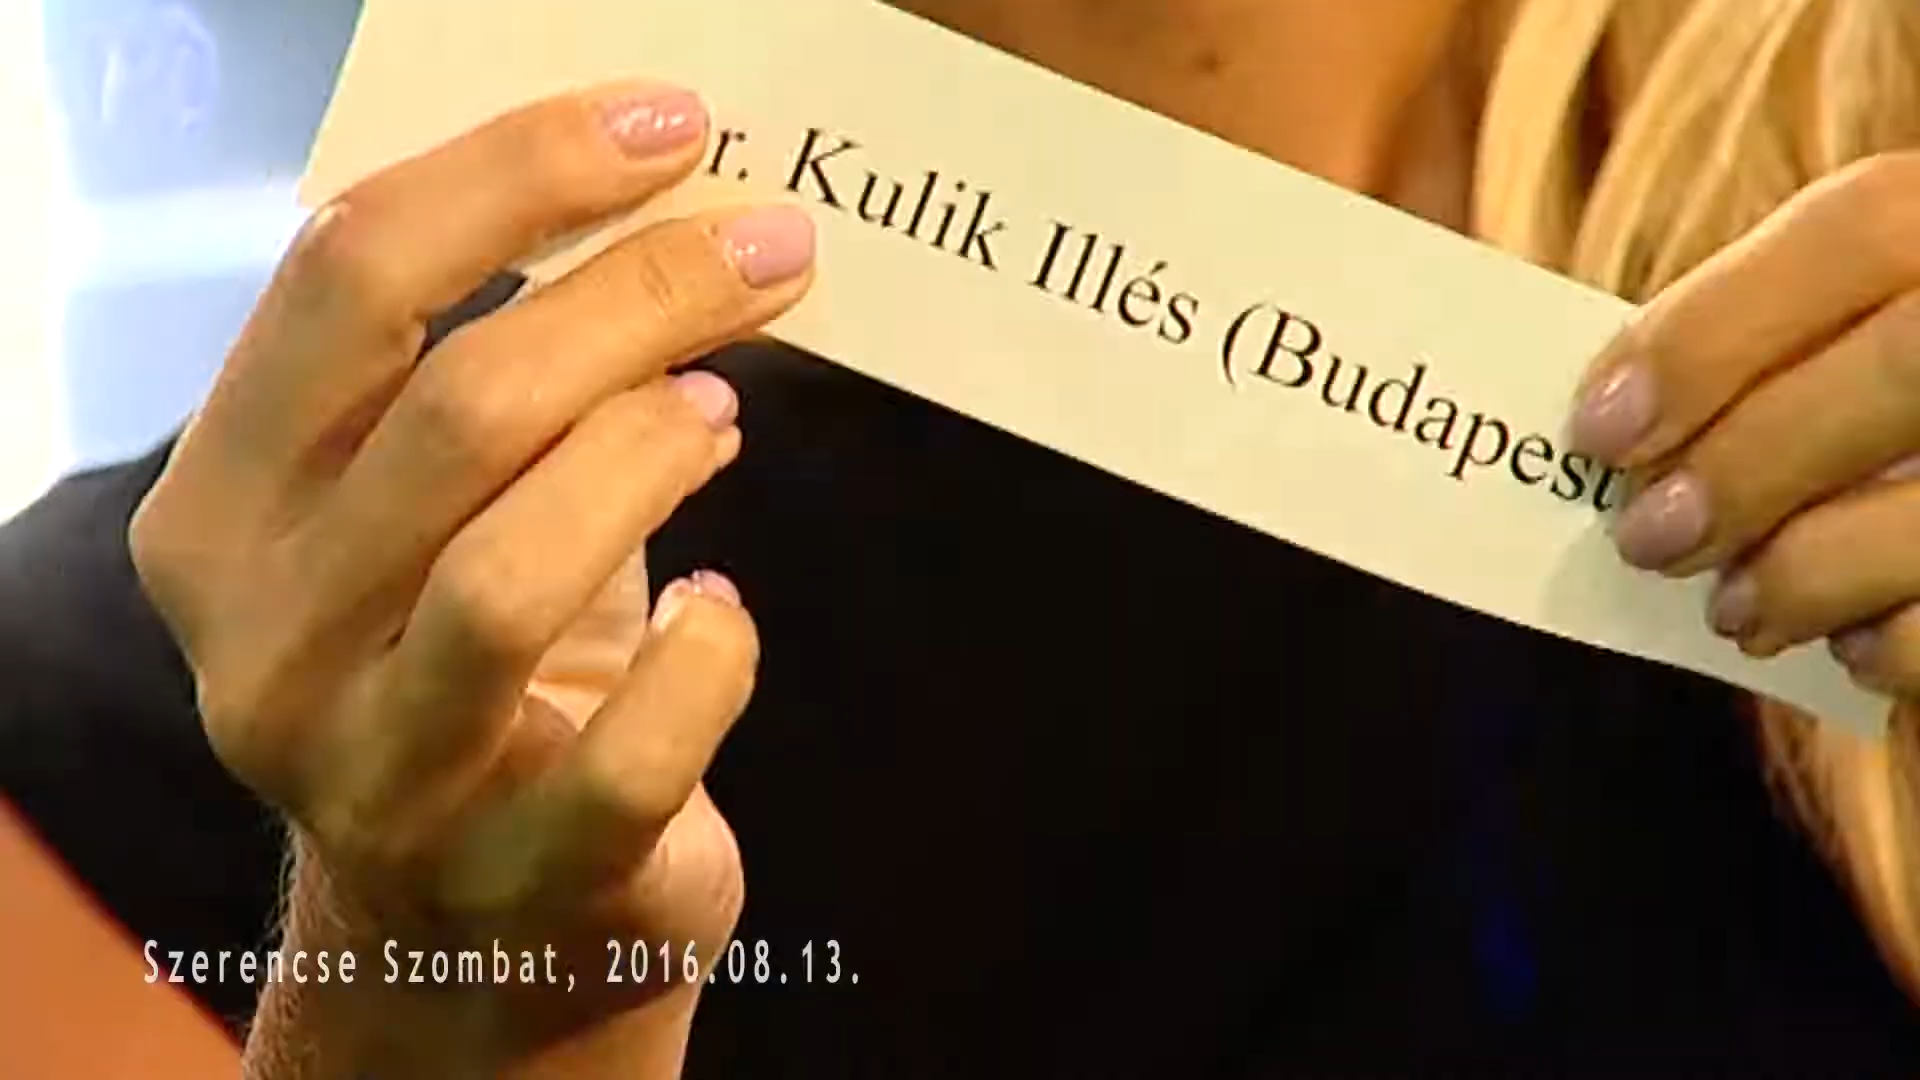 r. Kulik Illés (Budapest
Szerencse Szombat, 2016.08.13.